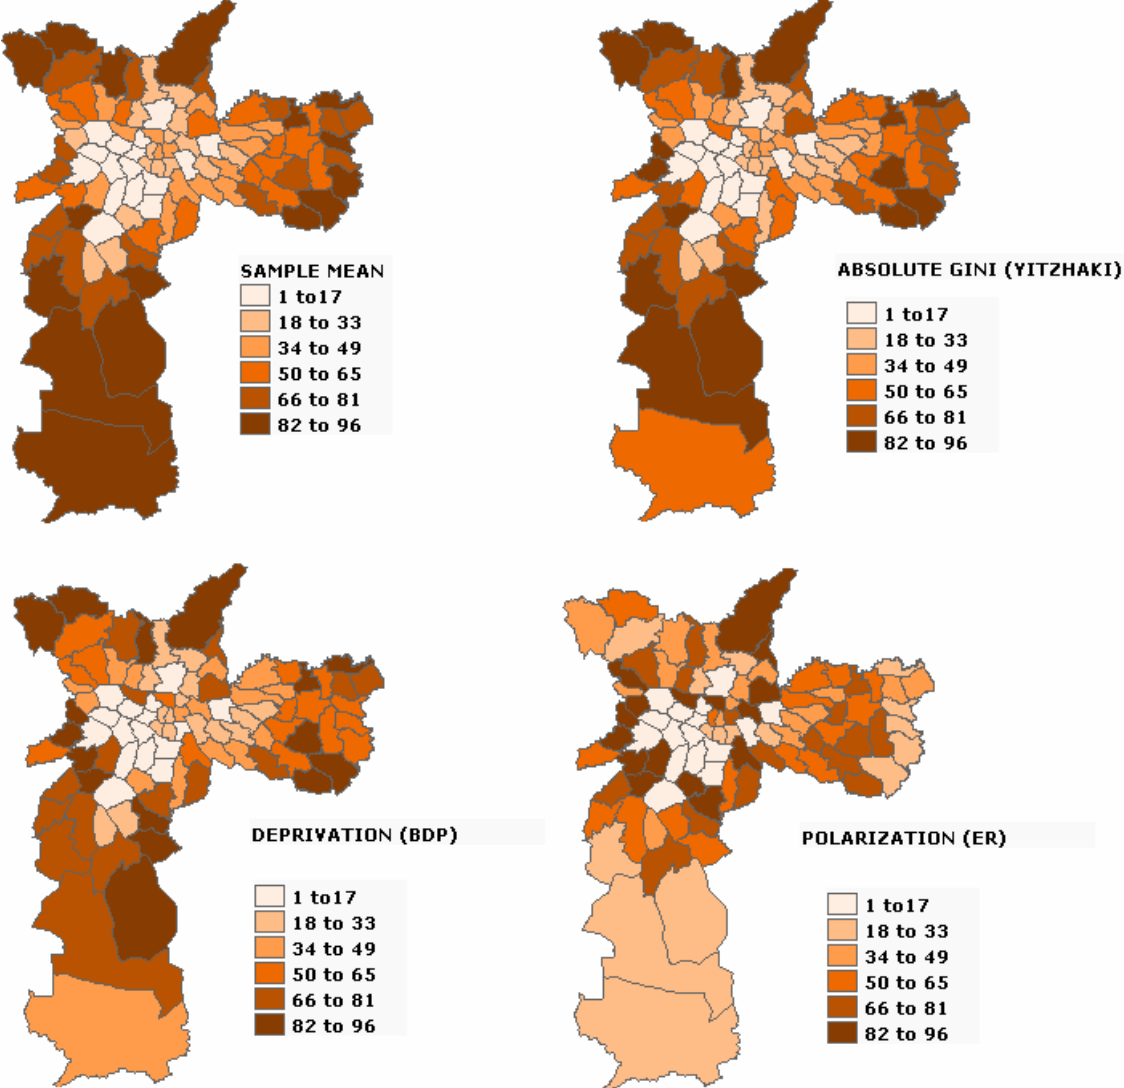 SAMPLE MEAN
1 to17
18 to 33
34 to 49
50 to 65
66 to 81
82 to 96
ABSOLUTE GINI (YITZHAKI)
1 to17
18 to 33
34 to 49
50 to 65
66 to 81
82 to 96
DEPRIVATION (BDP)
1 to17
18 to 33
34 to 49
50 to 65
66 to 81
82 to 96
POLARIZATION (ER)
1 to17
18 to 33
34 to 49
50 to 65
66 to 81
82 to 96